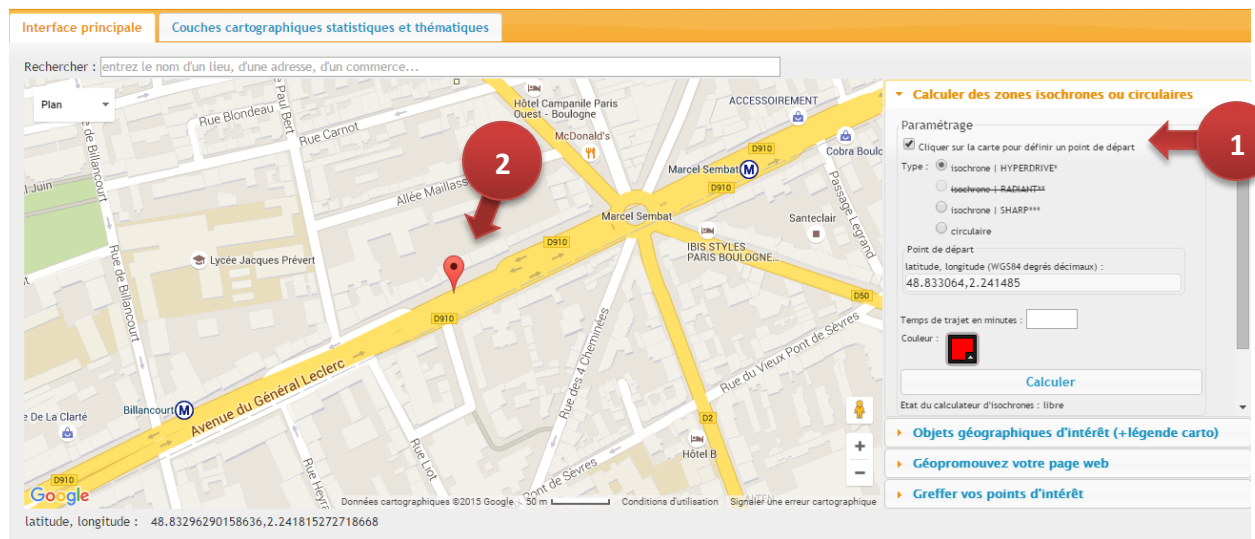 Interface principale
Couches cartographiques statistiques et thématiques
Rechercher : entrez le nom d'un lieu, d'une adresse, d'un commerce...
Plan
Rue Blondeau
Paul Bert
Rue Carnot
Hôtel Campanile Paris
Ouest - Boulogne
McDonald's
ACCESSOIREMENT
D910
Cobra Boulc
Marcel Sembat
D910
Passage Legrand
e de Billancourt
l Juin
Allée Maillass
2
Marcel Sembat
Santeclair
D910
IBIS STYLES
PARIS BOULOGNE...
Lycée Jacques Prévert
Rue de Billancourt
D50
D910
Rue des 4 Cheminées
Rue du Vieux Pont de Sèvres
Avenue du Général Leclerc
e De La Clarté
Billancourt
D2
Hôtel B
Rue Liot
Rue Heyra
Pont de Sèvres
D910
Google
Données cartographiques ©2015 Google
50 m
Conditions d'utilisation
Signaler une erreur cartographique
latitude, longitude : 48.83296290158636,2.241815272718668
Calculer des zones isochrones ou circulaires
Paramétrage
Cliquer sur la carte pour définir un point de départ
1
Type :
isochrone | HYPERDRIVE*
isochrone | RADIANT**
isochrone | SHARP***
circulaire
Point de départ
latitude, longitude (WGS84 degrés décimaux) :
48.833064,2.241485
Temps de trajet en minutes :
Couleur :
Calculer
Etat du calculateur d'isochrones : libre
Objets géographiques d'intérêt (+légende carto)
Géopromouvez votre page web
Greffer vos points d'intérêt